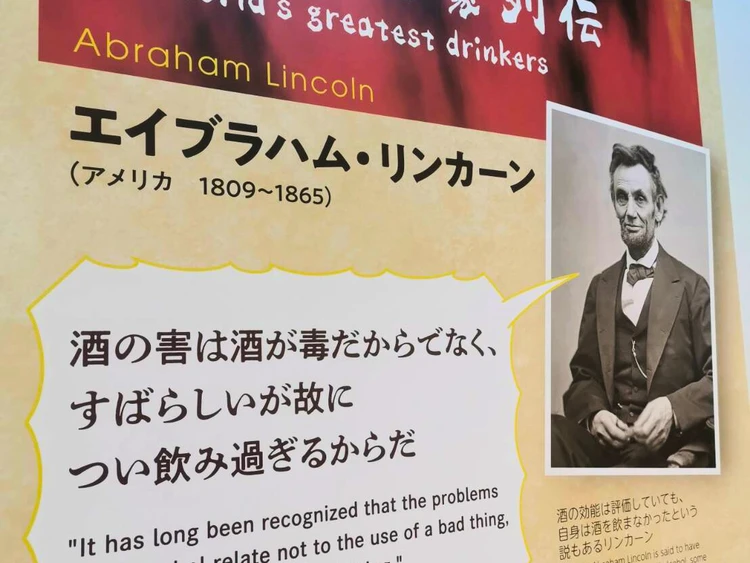 家列伝
world's greatest drinkers
Abraham Lincoln
エイブラハム・リンカーン
(アメリカ 1809~1865)
酒の害は酒が毒だからでなく、
すばらしいが故に
つい飲み過ぎるからだ
"It has long been recognized that the problems
relate not to the use of a bad thing,
酒の効能は評価していても、
自身は酒を飲まなかったという
説もあるリンカーン
Abraham Lincoln is said to have
some